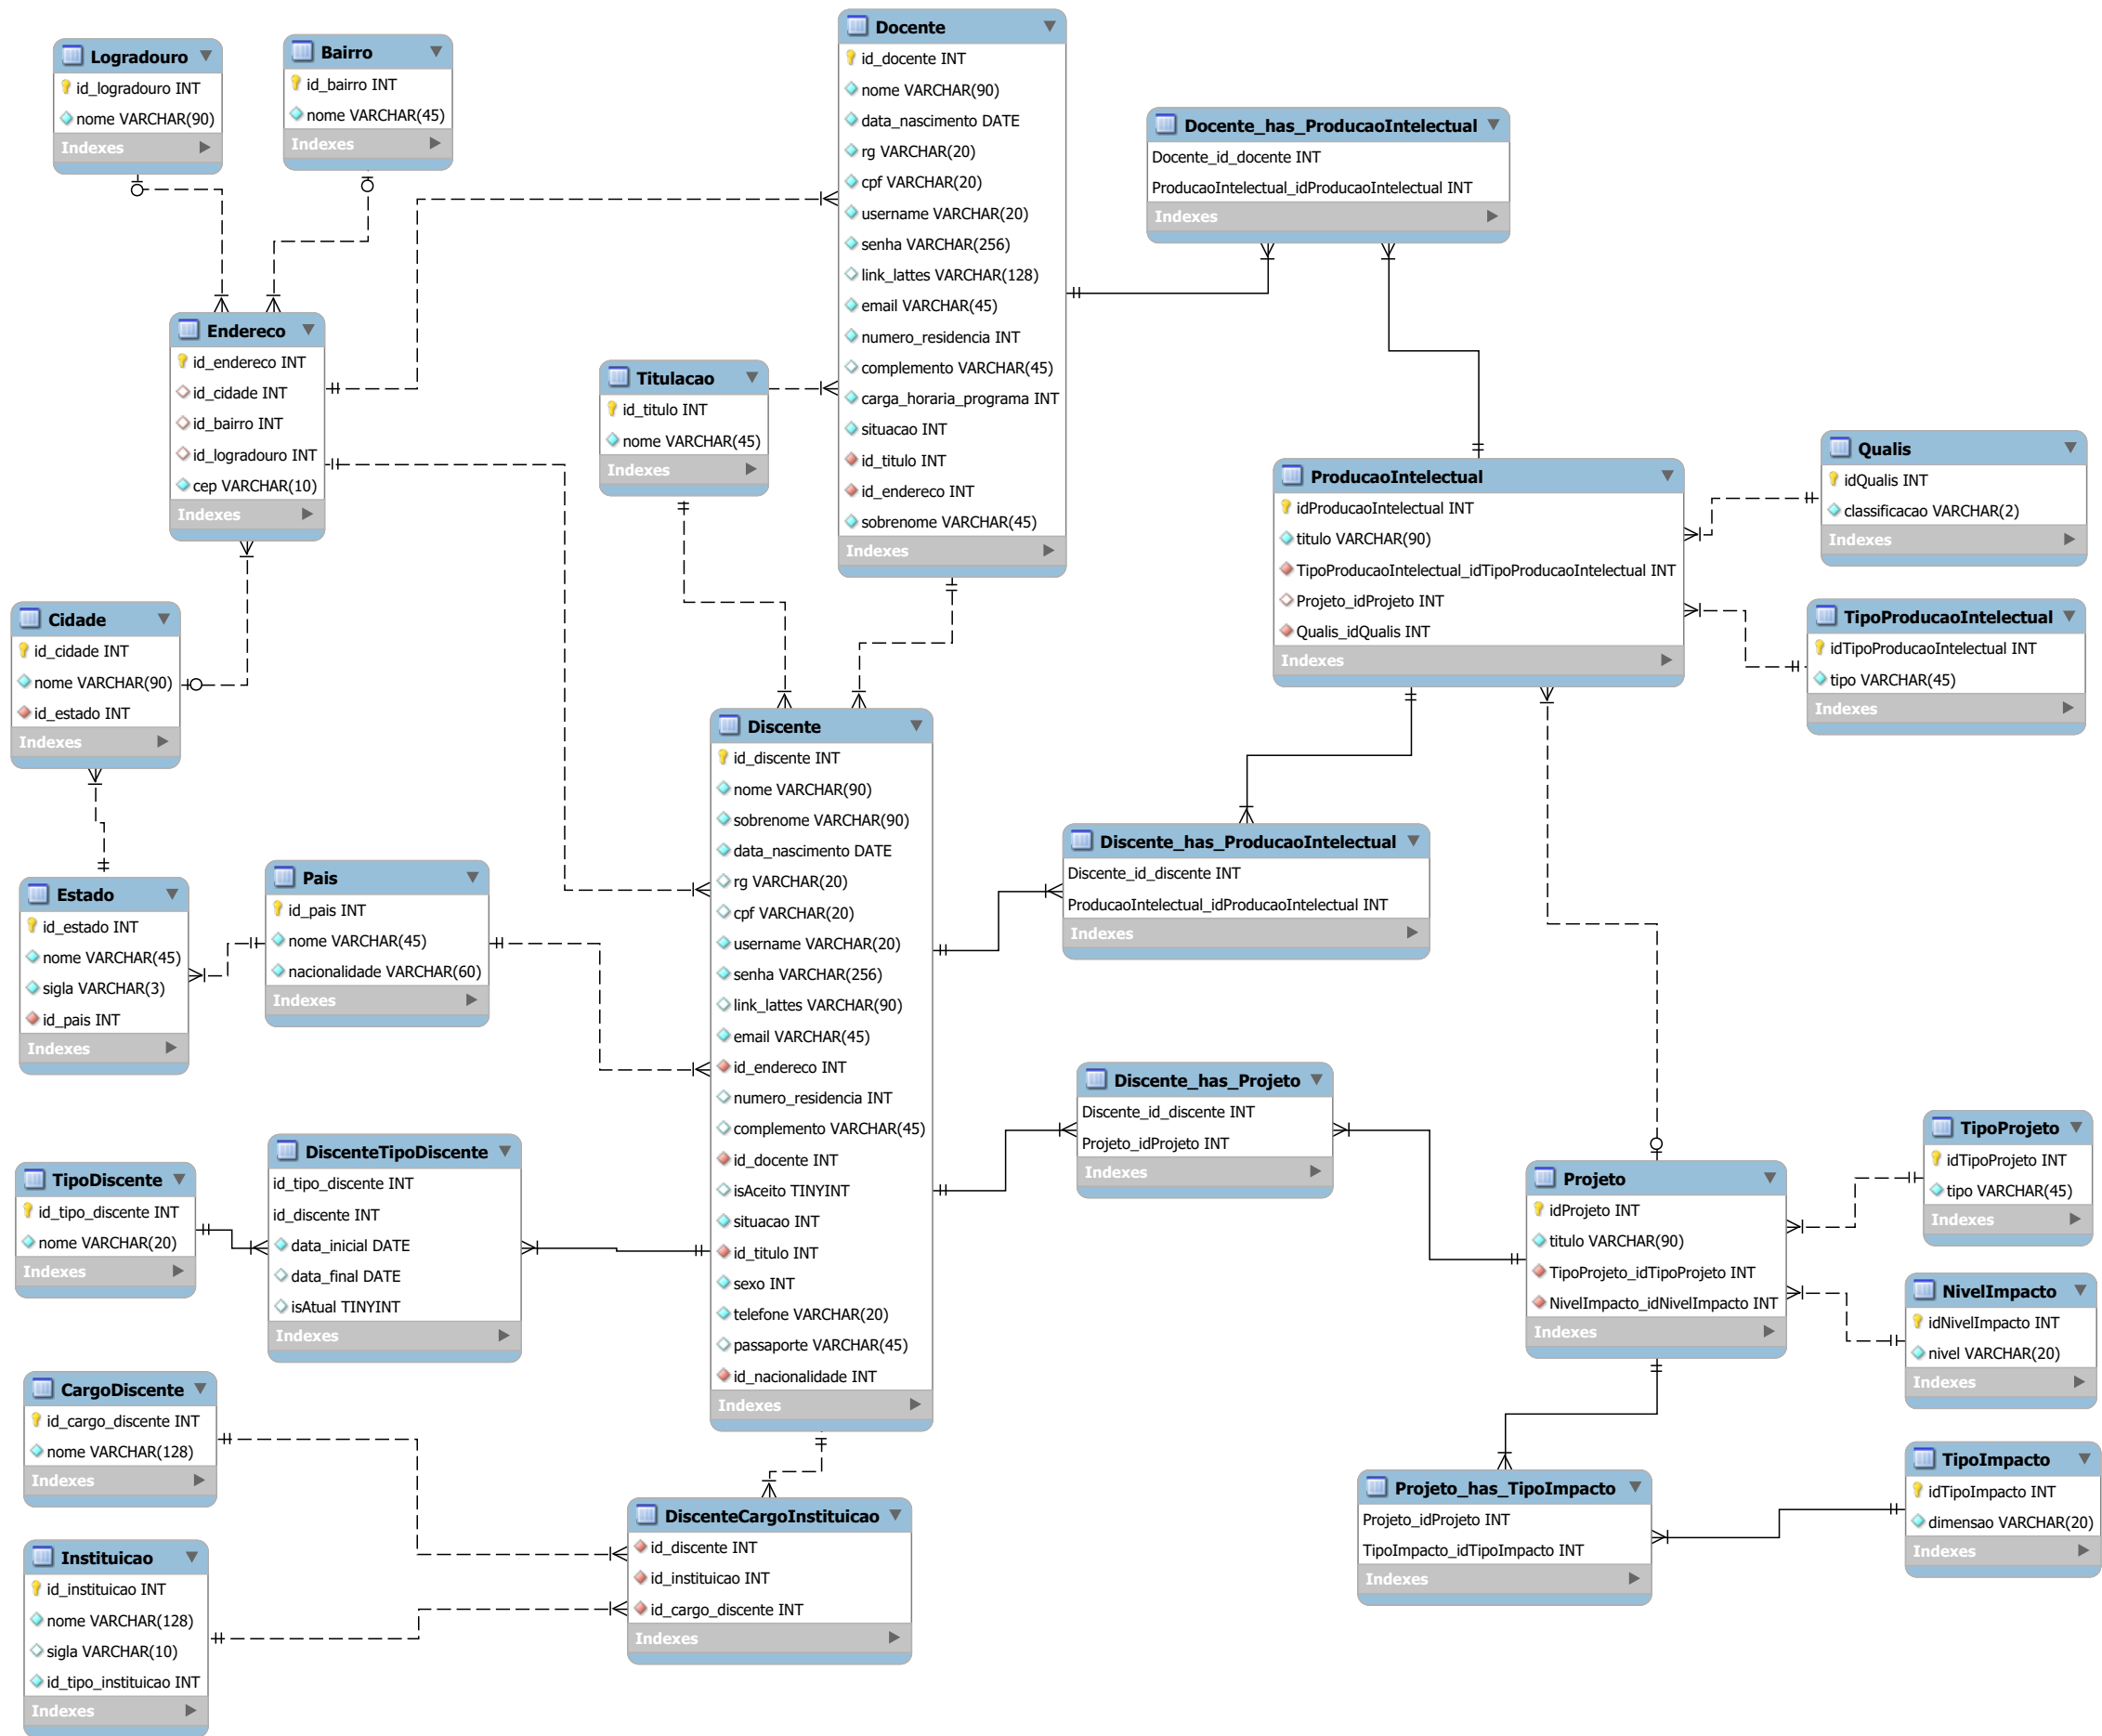 Logradouro
id_logradouro INT
nome VARCHAR(90)
Indexes
Bairro
id_bairro INT
nome VARCHAR(45)
Indexes
Docente
id_docente INT
nome VARCHAR(90)
data_nascimento DATE
rg VARCHAR(20)
cpf VARCHAR(20)
username VARCHAR(20)
senha VARCHAR(256)
link_lattes VARCHAR(128)
email VARCHAR(45)
numero_residencia INT
complemento VARCHAR(45)
carga_horaria_programa INT
situacao INT
id_titulo INT
id_endereco INT
sobrenome VARCHAR(45)
Indexes
Docente_has_ProducaoIntelectual
Docente_id_docente INT
ProducaoIntelectual_idProducaoIntelectual INT
Indexes
Endereco
id_endereco INT
id_cidade INT
id_bairro INT
id_logradouro INT
cep VARCHAR(10)
Indexes
Titulacao
id_titulo INT
nome VARCHAR(45)
Indexes
ProducaoIntelectual
idProducaoIntelectual INT
titulo VARCHAR(90)
TipoProducaoIntelectual_idTipoProducaoIntelectual INT
Projeto_idProjeto INT
Qualis_idQualis INT
Indexes
Qualis
idQualis INT
classificacao VARCHAR(2)
Indexes
TipoProducaoIntelectual
idTipoProducaoIntelectual INT
tipo VARCHAR(45)
Indexes
Cidade
id_cidade INT
nome VARCHAR(90)
id_estado INT
Indexes
Estado
id_estado INT
nome VARCHAR(45)
sigla VARCHAR(3)
id_pais INT
Indexes
Pais
id_pais INT
nome VARCHAR(45)
nacionalidade VARCHAR(60)
Indexes
Discente
id_discente INT
nome VARCHAR(90)
sobrenome VARCHAR(90)
data_nascimento DATE
rg VARCHAR(20)
cpf VARCHAR(20)
username VARCHAR(20)
senha VARCHAR(256)
link_lattes VARCHAR(90)
email VARCHAR(45)
id_endereco INT
numero_residencia INT
complemento VARCHAR(45)
id_docente INT
isAceito TINYINT
situacao INT
id_titulo INT
sexo INT
telefone VARCHAR(20)
passaporte VARCHAR(45)
id_nacionalidade INT
Indexes
Discente_has_ProducaoIntelectual
Discente_id_discente INT
ProducaoIntelectual_idProducaoIntelectual INT
Indexes
Discente_has_Projeto
Discente_id_discente INT
Projeto_idProjeto INT
Indexes
TipoDiscente
id_tipo_discente INT
nome VARCHAR(20)
Indexes
DiscenteTipoDiscente
id_tipo_discente INT
id_discente INT
data_inicial DATE
data_final DATE
isAtual TINYINT
Indexes
Projeto
idProjeto INT
titulo VARCHAR(90)
TipoProjeto_idTipoProjeto INT
NivelImpacto_idNivelImpacto INT
Indexes
TipoProjeto
idTipoProjeto INT
tipo VARCHAR(45)
Indexes
NivelImpacto
idNivelImpacto INT
nivel VARCHAR(20)
Indexes
CargoDiscente
id_cargo_discente INT
nome VARCHAR(128)
Indexes
Instituicao
id_instituicao INT
nome VARCHAR(128)
sigla VARCHAR(10)
id_tipo_instituicao INT
Indexes
DiscenteCargoInstituicao
id_discente INT
id_instituicao INT
id_cargo_discente INT
Indexes
Projeto_has_TipoImpacto
Projeto_idProjeto INT
TipoImpacto_idTipoImpacto INT
Indexes
TipoImpacto
idTipoImpacto INT
dimensao VARCHAR(20)
Indexes